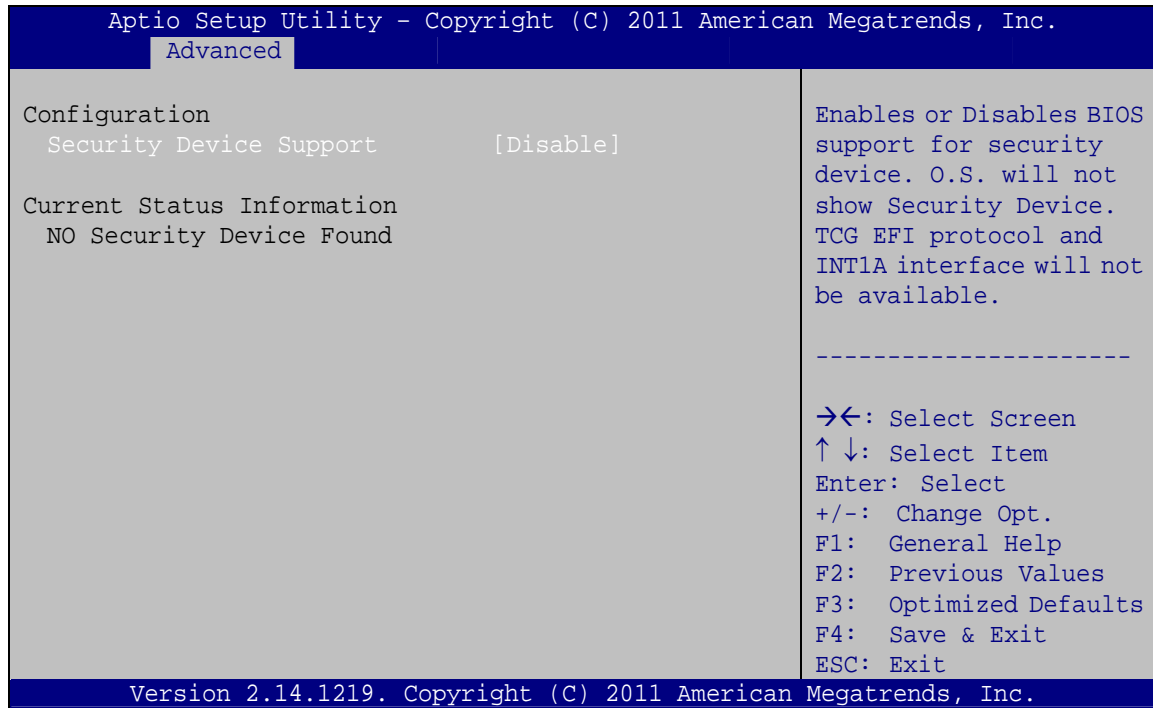 Aptio Setup Utility – Copyright (C) 2011 American Megatrends, Inc.
Advanced
Configuration
Security Device Support [Disable]
Current Status Information
NO Security Device Found
Enables or Disables BIOS
support for security
device. O.S. will not
show Security Device.
TCG EFI protocol and
INT1A interface will not
be available.
----------------------
→←: Select Screen
↑ ↓: Select Item
Enter: Select
+/-: Change Opt.
F1: General Help
F2: Previous Values
F3: Optimized Defaults
F4: Save & Exit
ESC: Exit
Version 2.14.1219. Copyright (C) 2011 American Megatrends, Inc.